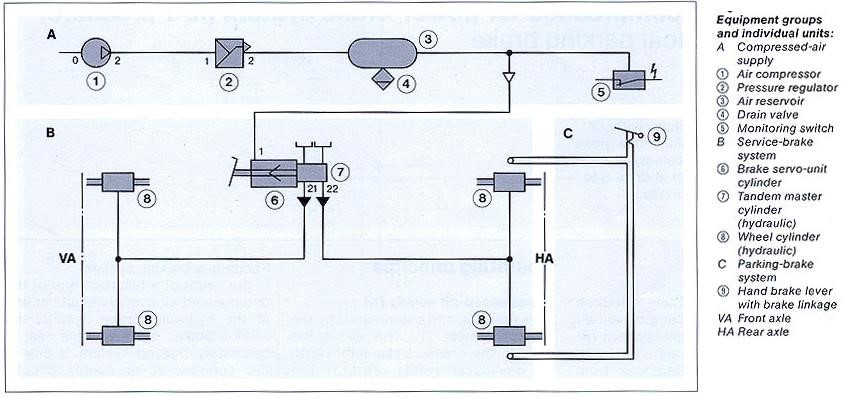 A
0
2
1
1
2
2
3
4
5
B
1
21
22
7
6
8
8
VA
C
9
8
8
HA
Equipment groups
and individual units:
A Compressed-air
supply
① Air compressor
② Pressure regulator
③ Air reservoir
④ Drain valve
⑤ Monitoring switch
B Service-brake
system
⑥ Brake servo-unit
cylinder
⑦ Tandem master
cylinder
(hydraulic)
⑧ Wheel cylinder
(hydraulic)
C Parking-brake
system
⑨ Hand brake lever
with brake linkage
VA Front axle
HA Rear axle